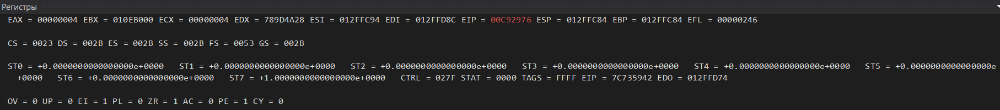 Регистры
EAX = 00000004 EBX = 010EB000 ECX = 00000004 EDX = 789D4A28 ESI = 012FFC94 EDI = 012FFD8C EIP = 00C92976 ESP = 012FFC84 EBP = 012FFC84 EFL = 00000246
CS = 0023 DS = 002B ES = 002B SS = 002B FS = 0053 GS = 002B
ST0 = +0.0000000000000000e+0000 ST1 = +0.0000000000000000e+0000 ST2 = +0.0000000000000000e+0000 ST3 = +0.0000000000000000e+0000 ST4 = +0.0000000000000000e+0000 ST5 = +0.0000000000000000e
+0000 ST6 = +0.0000000000000000e+0000 ST7 = +1.0000000000000000e+0000 CTRL = 027F STAT = 0000 TAGS = FFFF EIP = 7C735942 EDO = 012FFD74
OV = 0 UP = 0 EI = 1 PL = 0 ZR = 1 AC = 0 PE = 1 CY = 0